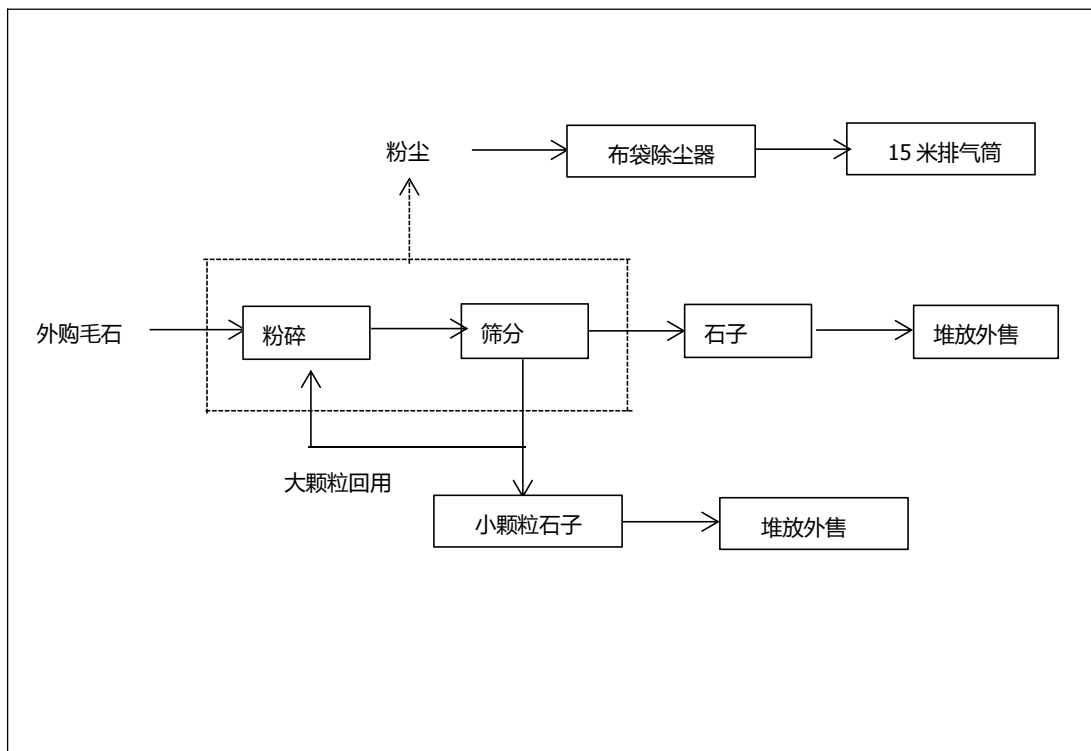 粉尘
布袋除尘器
15 米排气筒
外购毛石
粉碎
筛分
石子
堆放外售
大颗粒回用
小颗粒石子
堆放外售